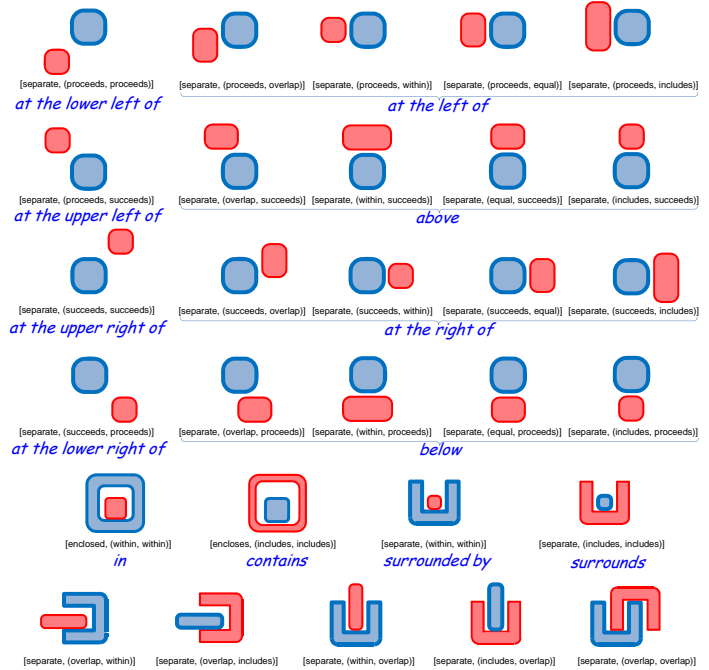 [separate, (proceeds, proceeds)] [separate, (proceeds, overlap)] [separate, (proceeds, within)] [separate, (proceeds, equal)] [separate, (proceeds, includes)]
at the lower left of at the left of
[separate, (proceeds, succeeds)] [separate, (overlap, succeeds)] [separate, (within, succeeds)] [separate, (equal, succeeds)] [separate, (includes, succeeds)]
at the upper left of above
[separate, (succeeds, succeeds)] [separate, (succeeds, overlap)] [separate, (succeeds, within)] [separate, (succeeds, equal)] [separate, (succeeds, includes)]
at the upper right of at the right of
[separate, (succeeds, proceeds)] [separate, (overlap, proceeds)] [separate, (within, proceeds)] [separate, (equal, proceeds)] [separate, (includes, proceeds)]
at the lower right of below
[enclosed, (within, within)] [encloses, (includes, includes)] [separate, (within, within)] [separate, (includes, includes)]
in contains surrounded by surrounds
[separate, (overlap, within)] [separate, (overlap, includes)] [separate, (within, overlap)] [separate, (includes, overlap)] [separate, (overlap, overlap)]